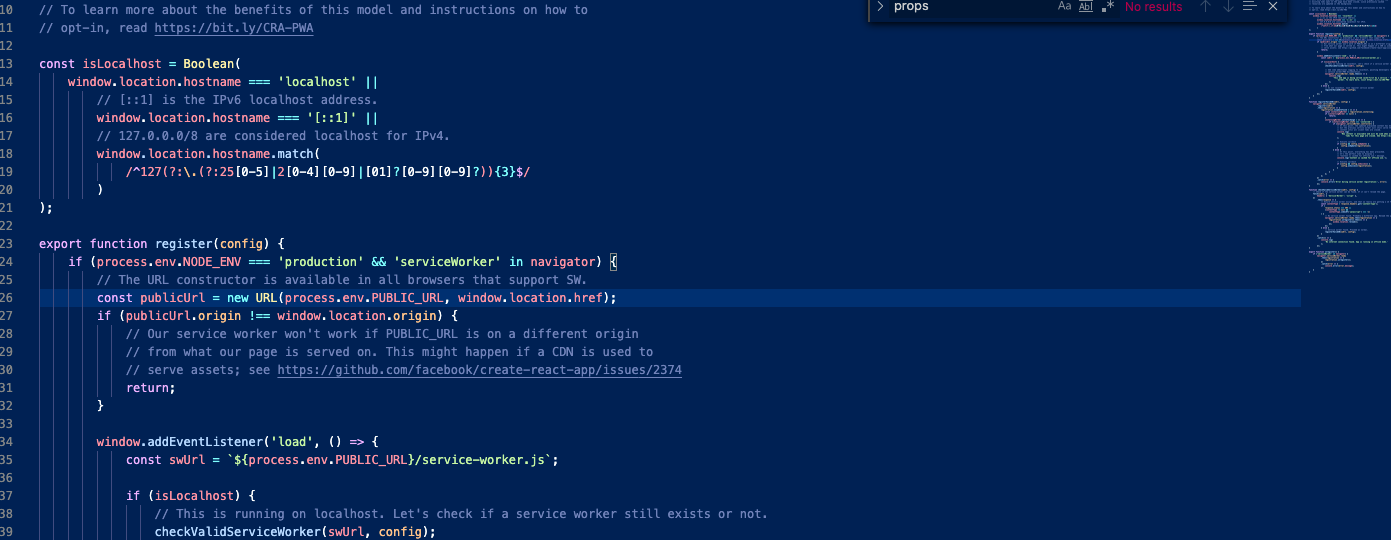 props Aa Ab| .* No results
10 // To learn more about the benefits of this model and instructions on how to
11 // opt-in, read https://bit.ly/CRA-PWA
12
13 const isLocalhost = Boolean(
14 window.location.hostname === 'localhost' ||
15 // [::1] is the IPv6 localhost address.
16 window.location.hostname === '[::1]' ||
17 // 127.0.0.0/8 are considered localhost for IPv4.
18 window.location.hostname.match(
19 /^127(?:\.(?:25[0-5]|2[0-4][0-9]|[01]?[0-9][0-9]?)){3}$/
20 )
21 );
22
23 export function register(config) {
24 if (process.env.NODE_ENV === 'production' && 'serviceWorker' in navigator) {
25 // The URL constructor is available in all browsers that support SW.
26 const publicUrl = new URL(process.env.PUBLIC_URL, window.location.href);
27 if (publicUrl.origin !== window.location.origin) {
28 // Our service worker won't work if PUBLIC_URL is on a different origin
29 // from what our page is served on. This might happen if a CDN is used to
30 // serve assets; see https://github.com/facebook/create-react-app/issues/2374
31 return;
32 }
33
34 window.addEventListener('load', () => {
35 const swUrl = `${process.env.PUBLIC_URL}/service-worker.js`;
36
37 if (isLocalhost) {
38 // This is running on localhost. Let's check if a service worker still exists or not.
39 checkValidServiceWorker(swUrl, config);